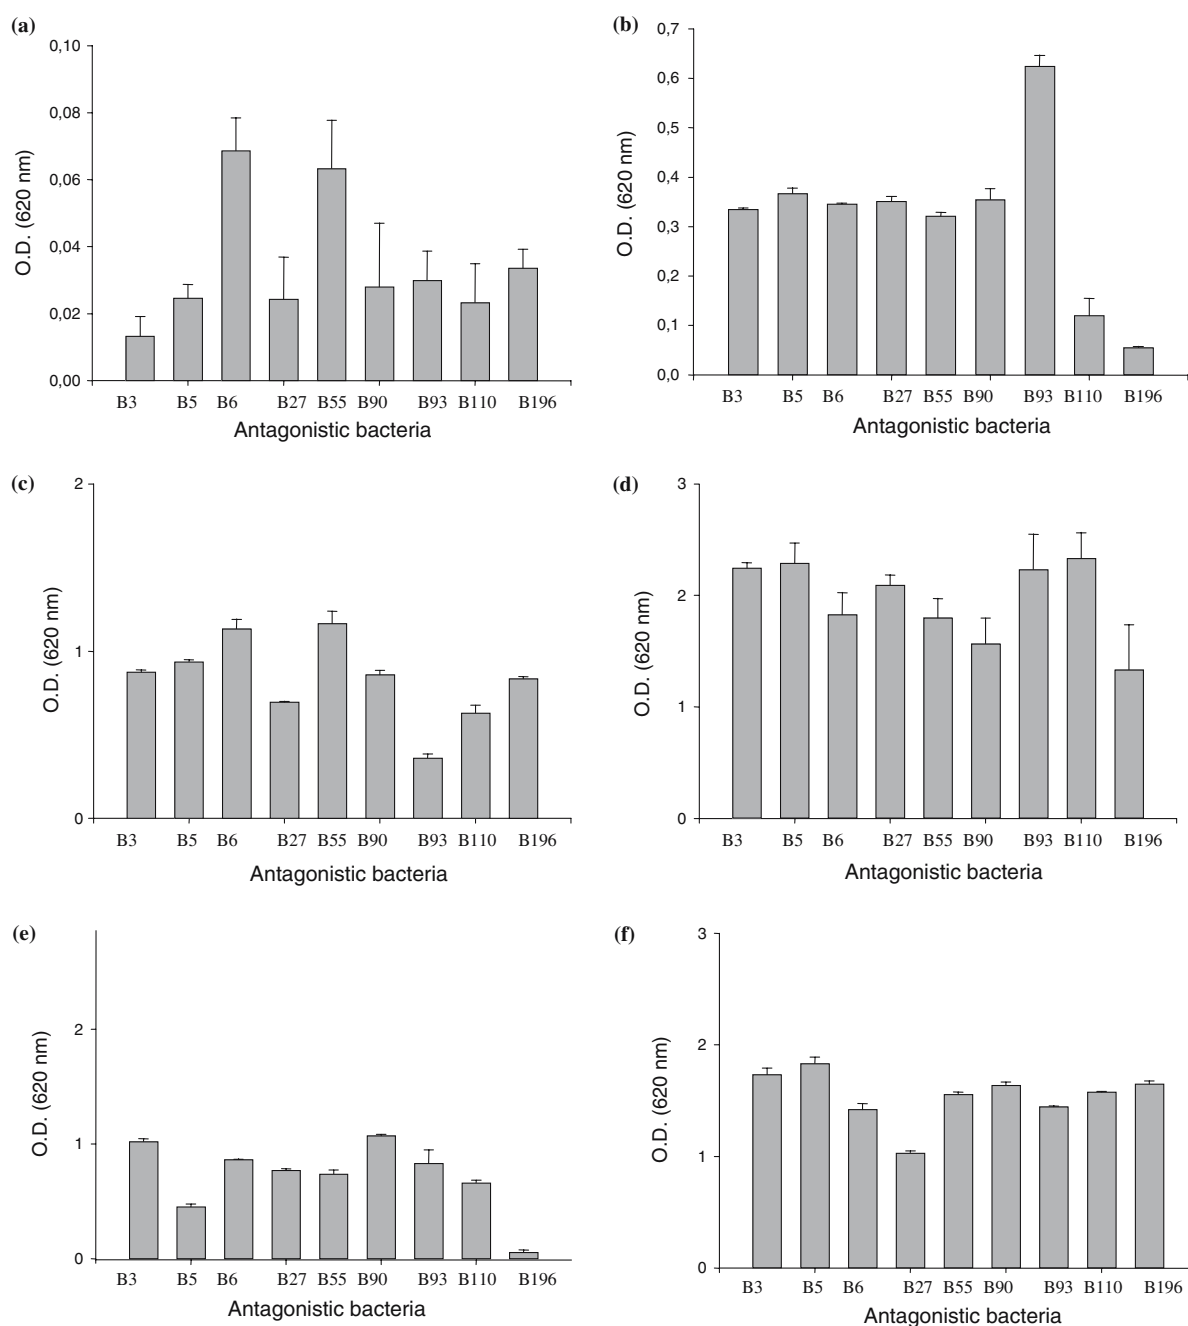 (a)
0,10
0,08
0,06
0,04
0,02
0,00
O.D. (620 nm)
B3 B5 B6 B27 B55 B90 B93 B110 B196
Antagonistic bacteria
(b)
0,7
0,6
0,5
0,4
0,3
0,2
0,1
0,0
O.D. (620 nm)
B3 B5 B6 B27 B55 B90 B93 B110 B196
Antagonistic bacteria
(c)
2
1
0
O.D. (620 nm)
B3 B5 B6 B27 B55 B90 B93 B110 B196
Antagonistic bacteria
(d)
3
2
1
0
O.D. (620 nm)
B3 B5 B6 B27 B55 B90 B93 B110 B196
Antagonistic bacteria
(e)
2
1
0
O.D. (620 nm)
B3 B5 B6 B27 B55 B90 B93 B110 B196
Antagonistic bacteria
(f)
3
2
1
0
O.D. (620 nm)
B3 B5 B6 B27 B55 B90 B93 B110 B196
Antagonistic bacteria